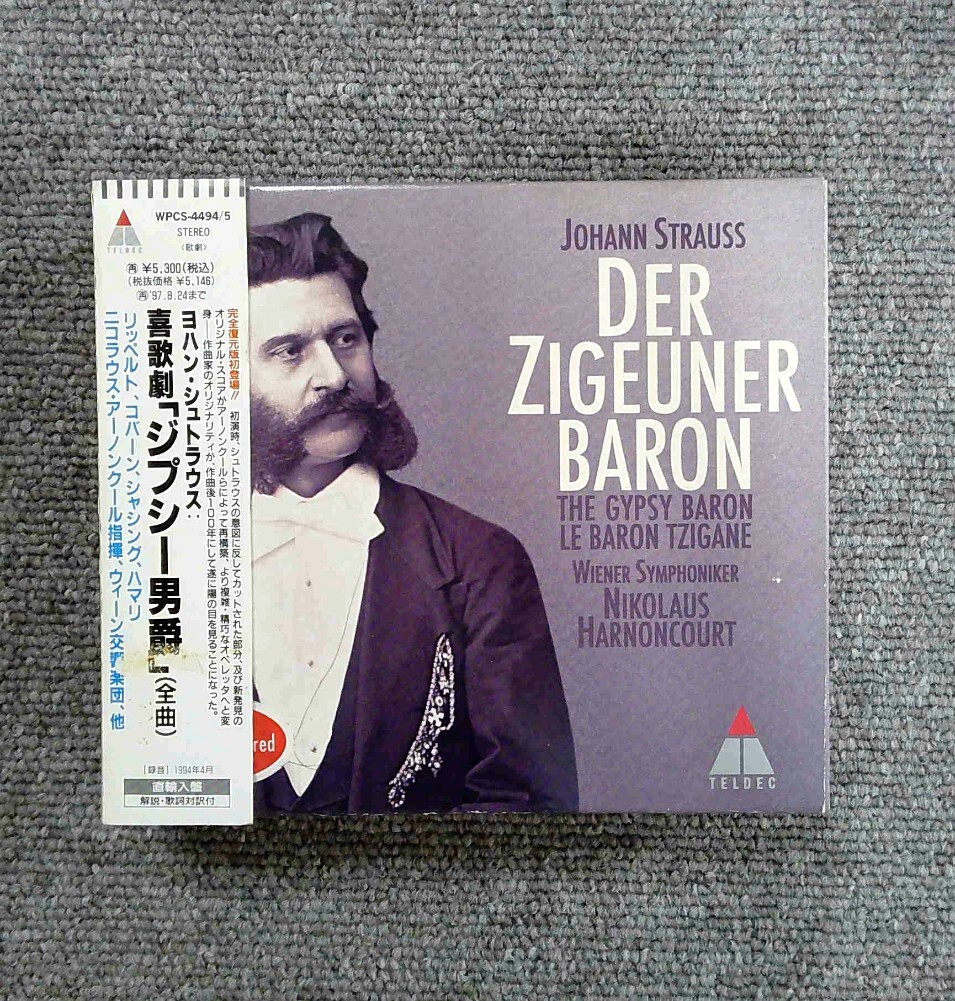 TELDEC
WPCS-4494/5
STEREO
〈歌劇〉
㋐ ¥5,300(税込)
(税抜価格 ¥5,146)
'97.8.24まで
完全復元版初登場!! 初演時、シュトラウスの意図に反してカットされた部分、及び新発見の
オリジナル・スコアがアーノンクールらによって再構築、より複雑・精巧なオペレッタへと変
身──作曲家のオリジナリティが、作曲後100年にして遂に陽の目を見ることになった。
ヨハン・シュトラウス:
喜歌劇「ジプシー男爵」(全曲)
リッペルト、コバーン、シャシング、ハマリ
ニコラウス・アーノンクール指揮、ウィーン交響楽団、他
[録音] 1994年4月
直輸入盤
解説・歌詞対訳付
JOHANN STRAUSS
DER
ZIGEUNER
BARON
THE GYPSY BARON
LE BARON TZIGANE
WIENER SYMPHONIKER
NIKOLAUS
HARNONCOURT
red
TELDEC